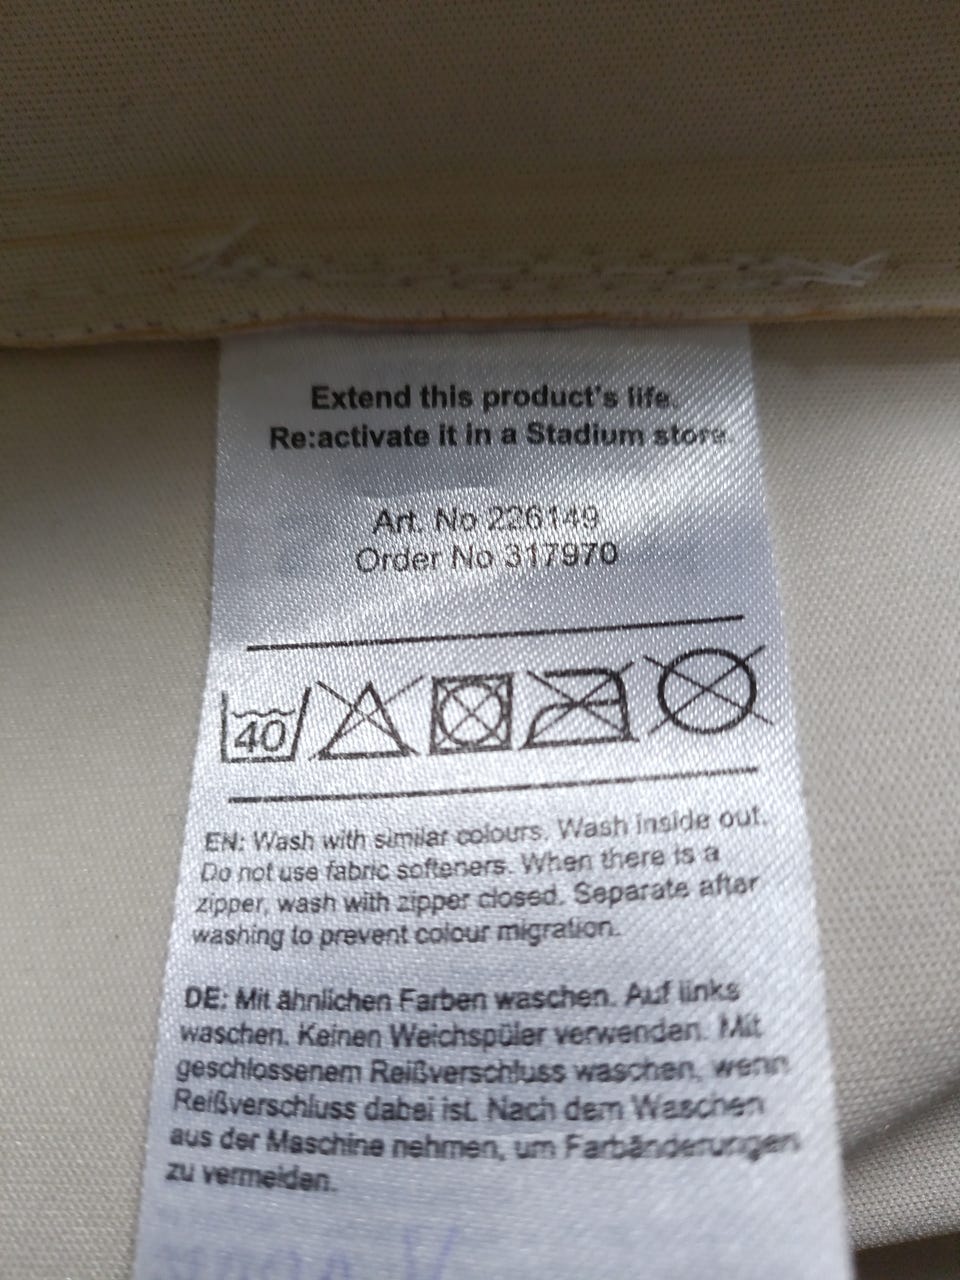 Extend this product's life.
Re:activate it in a Stadium store.
Art. No 226149
Order No 317970
40
EN: Wash with similar colours. Wash inside out.
Do not use fabric softeners. When there is a
zipper, wash with zipper closed. Separate after
washing to prevent colour migration.
DE: Mit ähnlichen Farben waschen. Auf links
waschen. Keinen Weichspüler verwenden. Mit
geschlossenem Reißverschluss waschen, wenn
Reißverschluss dabei ist. Nach dem Waschen
aus der Maschine nehmen, um Farbänderungen
zu vermeiden.